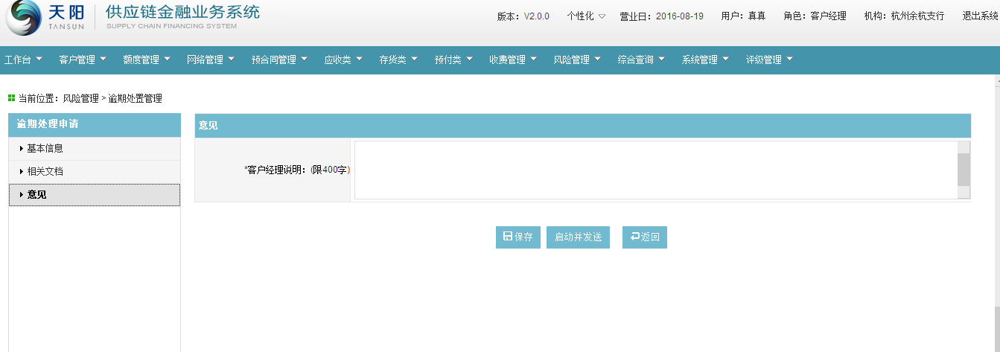 天阳 TANSUN 供应链金融业务系统 SUPPLY CHAIN FINANCING SYSTEM
版本：V2.0.0 个性化 营业日：2016-08-19 用户：真真 角色：客户经理 机构：杭州余杭支行 退出系统
工作台 客户管理 额度管理 网络管理 预合同管理 应收类 存货类 预付类 收费管理 风险管理 综合查询 系统管理 评级管理
当前位置：风险管理 > 逾期处置管理
逾期处理申请
基本信息
相关文档
意见
意见
*客户经理说明：(限400字)
保存 启动并发送 返回